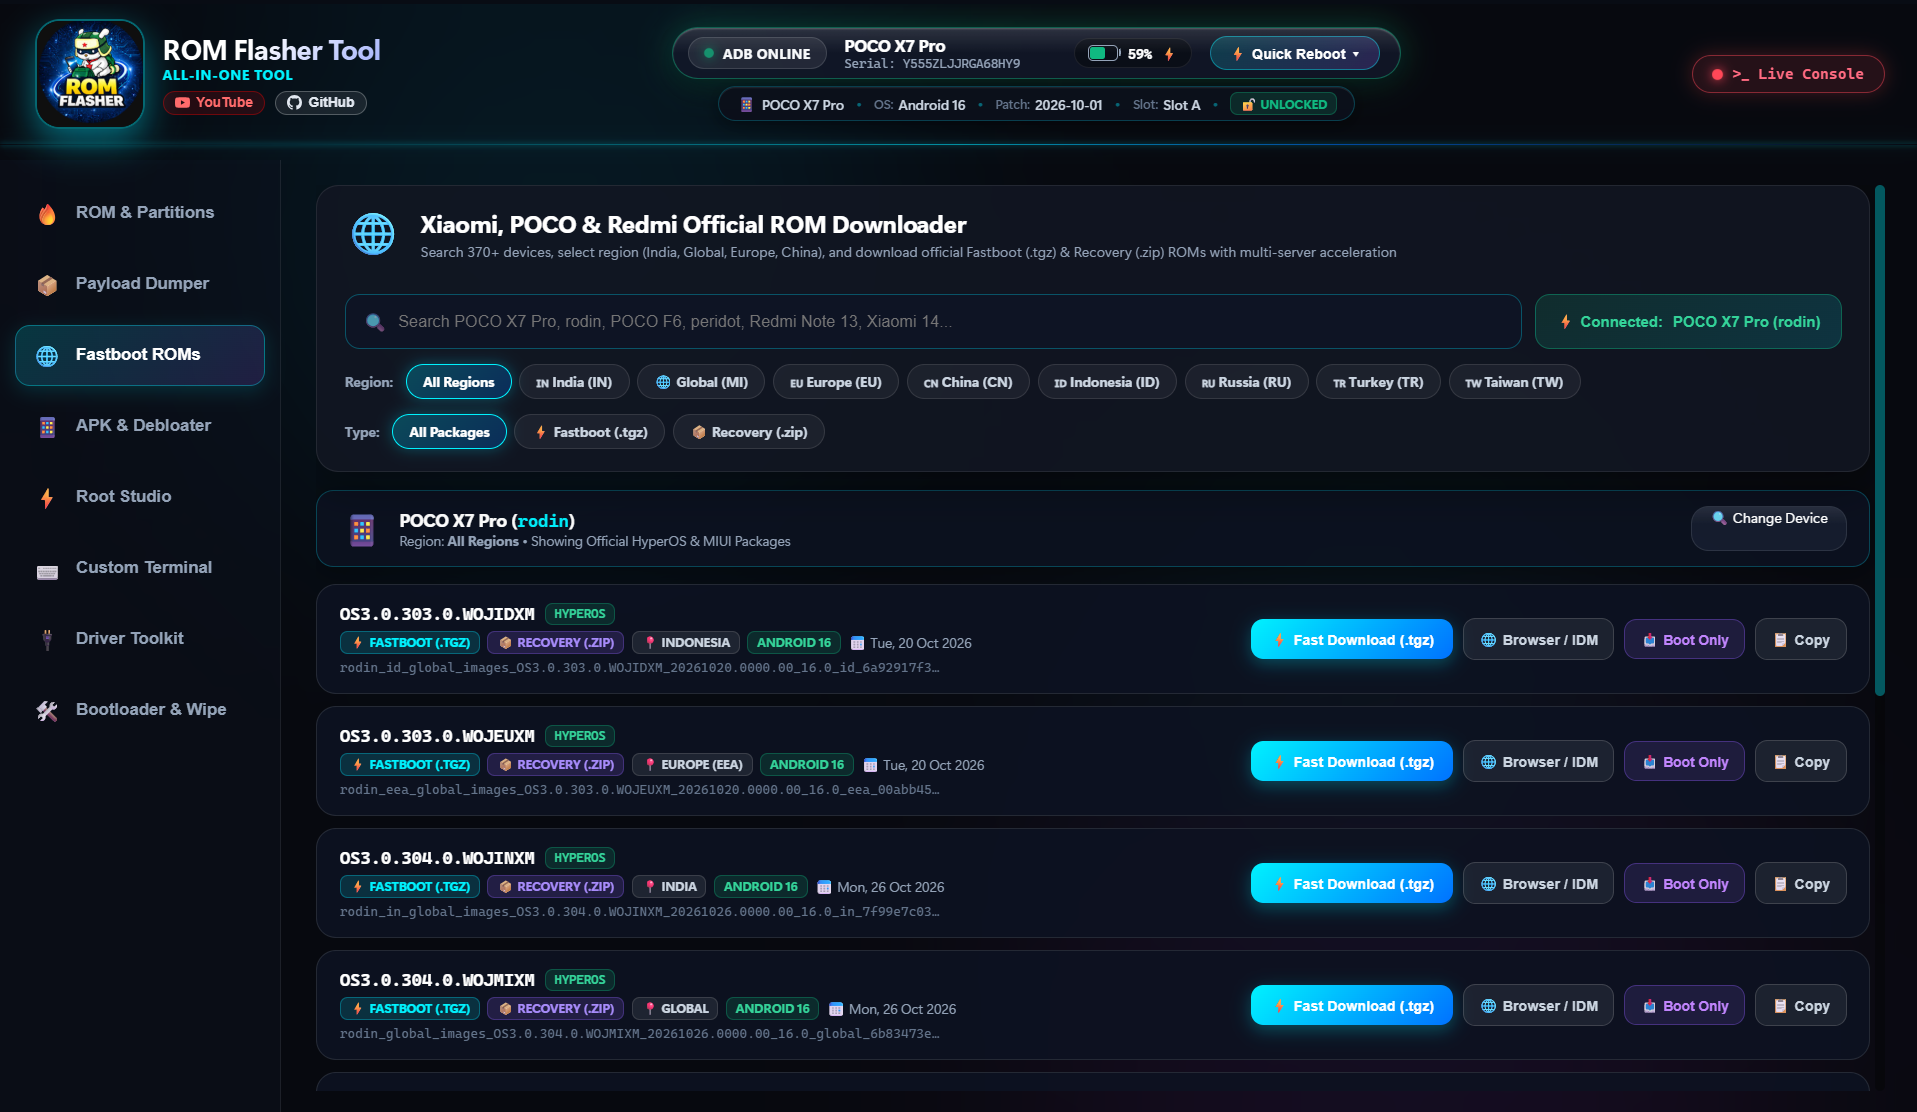 ROM FLASHER
ROM Flasher Tool
ALL-IN-ONE TOOL
YouTube GitHub
ADB ONLINE POCO X7 Pro 59% Quick Reboot ▾
Serial: Y555ZLJJRGA68HY9
POCO X7 Pro • OS: Android 16 • Patch: 2026-10-01 • Slot: Slot A • UNLOCKED
>_ Live Console
ROM & Partitions
Payload Dumper
Fastboot ROMs
APK & Debloater
Root Studio
Custom Terminal
Driver Toolkit
Bootloader & Wipe
Xiaomi, POCO & Redmi Official ROM Downloader
Search 370+ devices, select region (India, Global, Europe, China), and download official Fastboot (.tgz) & Recovery (.zip) ROMs with multi-server acceleration
Search POCO X7 Pro, rodin, POCO F6, peridot, Redmi Note 13, Xiaomi 14... Connected: POCO X7 Pro (rodin)
Region: All Regions IN India (IN) Global (MI) EU Europe (EU) CN China (CN) ID Indonesia (ID) RU Russia (RU) TR Turkey (TR) TW Taiwan (TW)
Type: All Packages Fastboot (.tgz) Recovery (.zip)
POCO X7 Pro (rodin) Change Device
Region: All Regions • Showing Official HyperOS & MIUI Packages
OS3.0.303.0.WOJIDXM HYPEROS
FASTBOOT (.TGZ) RECOVERY (.ZIP) INDONESIA ANDROID 16 Tue, 20 Oct 2026 Fast Download (.tgz) Browser / IDM Boot Only Copy
rodin_id_global_images_OS3.0.303.0.WOJIDXM_20261020.0000.00_16.0_id_6a92917f3…
OS3.0.303.0.WOJEUXM HYPEROS
FASTBOOT (.TGZ) RECOVERY (.ZIP) EUROPE (EEA) ANDROID 16 Tue, 20 Oct 2026 Fast Download (.tgz) Browser / IDM Boot Only Copy
rodin_eea_global_images_OS3.0.303.0.WOJEUXM_20261020.0000.00_16.0_eea_00abb45…
OS3.0.304.0.WOJINXM HYPEROS
FASTBOOT (.TGZ) RECOVERY (.ZIP) INDIA ANDROID 16 Mon, 26 Oct 2026 Fast Download (.tgz) Browser / IDM Boot Only Copy
rodin_in_global_images_OS3.0.304.0.WOJINXM_20261026.0000.00_16.0_in_7f99e7c03…
OS3.0.304.0.WOJMIXM HYPEROS
FASTBOOT (.TGZ) RECOVERY (.ZIP) GLOBAL ANDROID 16 Mon, 26 Oct 2026 Fast Download (.tgz) Browser / IDM Boot Only Copy
rodin_global_images_OS3.0.304.0.WOJMIXM_20261026.0000.00_16.0_global_6b83473e…